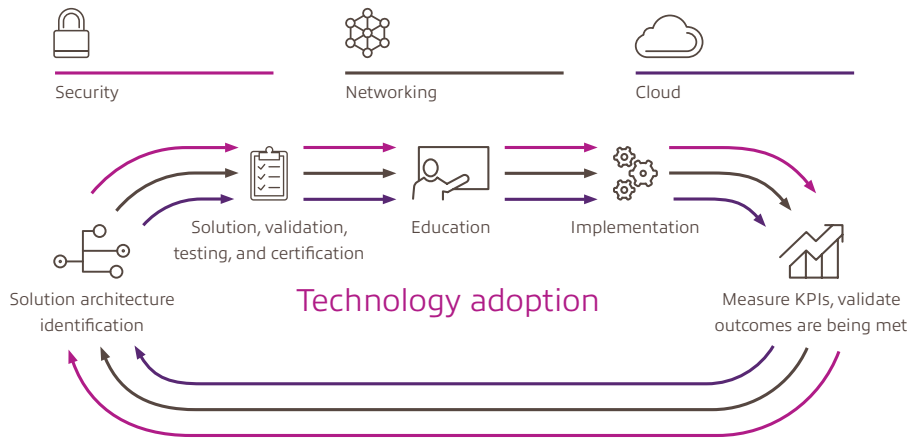 Security
Networking
Cloud
Solution, validation,
testing, and certification
Education
Implementation
Solution architecture
identification
Technology adoption
Measure KPIs, validate
outcomes are being met